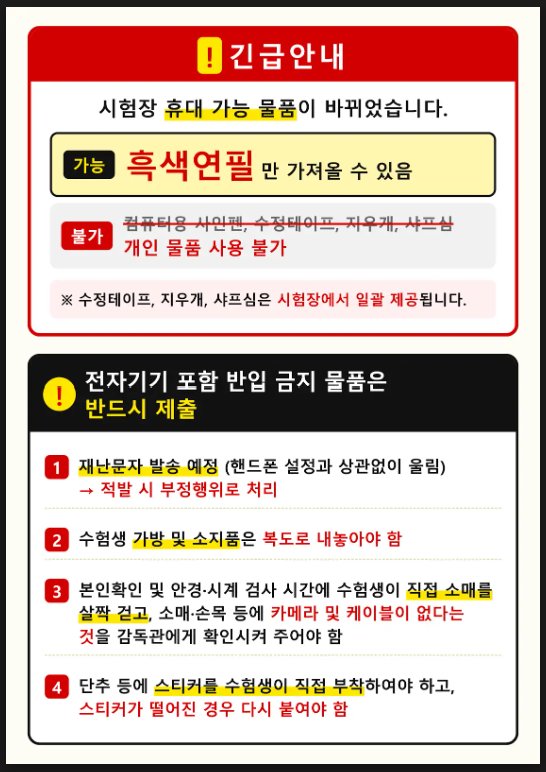 ! 긴급안내
시험장 휴대 가능 물품이 바뀌었습니다.
가능 흑색연필 만 가져올 수 있음
불가 컴퓨터용 사인펜, 수정테이프, 지우개, 샤프심
개인 물품 사용 불가
※ 수정테이프, 지우개, 샤프심은 시험장에서 일괄 제공됩니다.
! 전자기기 포함 반입 금지 물품은
반드시 제출
1 재난문자 발송 예정 (핸드폰 설정과 상관없이 울림)
→ 적발 시 부정행위로 처리
2 수험생 가방 및 소지품은 복도로 내놓아야 함
3 본인확인 및 안경·시계 검사 시간에 수험생이 직접 소매를
살짝 걷고, 소매·손목 등에 카메라 및 케이블이 없다는
것을 감독관에게 확인시켜 주어야 함
4 단추 등에 스티커를 수험생이 직접 부착하여야 하고,
스티커가 떨어진 경우 다시 붙여야 함